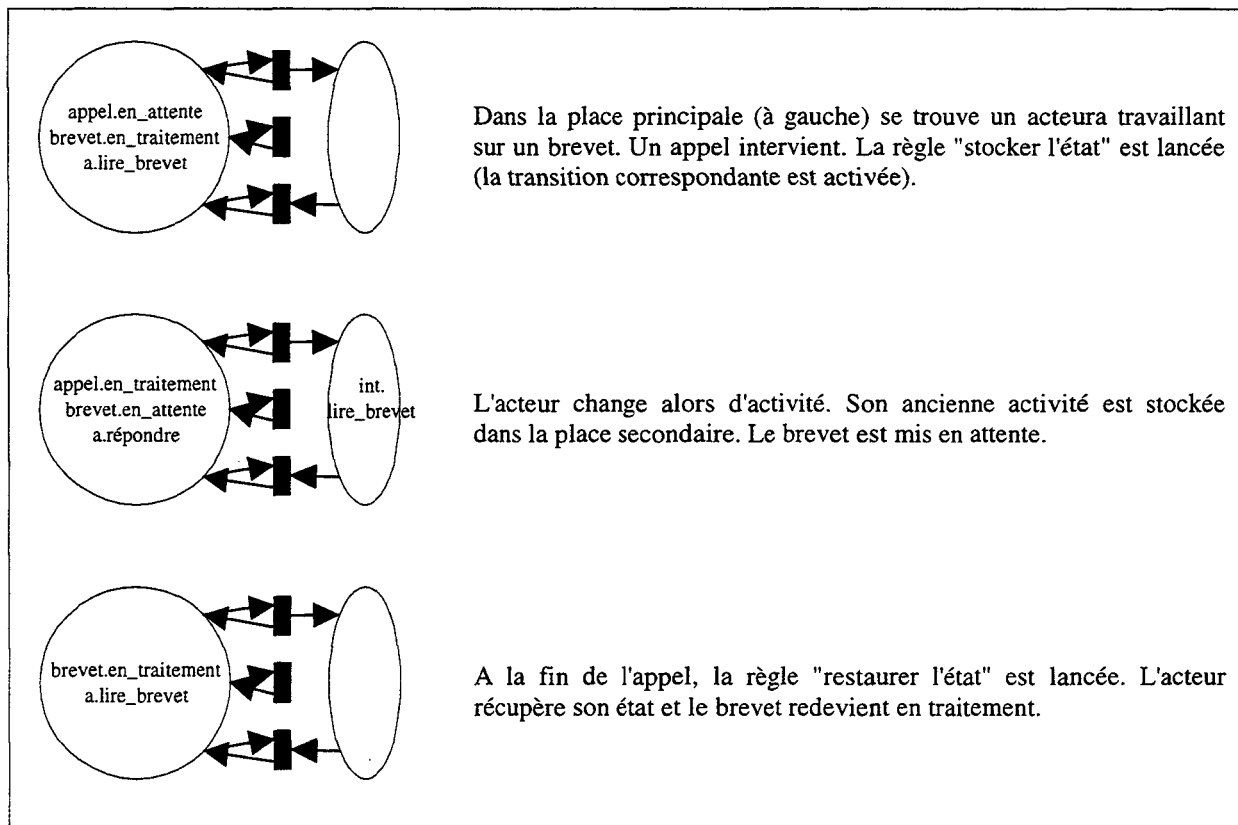 appel.en_attente
brevet.en_traitement
a.lire_brevet
Dans la place principale (à gauche) se trouve un acteura travaillant
sur un brevet. Un appel intervient. La règle "stocker l'état" est lancée
(la transition correspondante est activée).
appel.en_traitement
brevet.en_attente
a.répondre
int.
lire_brevet
L'acteur change alors d'activité. Son ancienne activité est stockée
dans la place secondaire. Le brevet est mis en attente.
brevet.en_traitement
a.lire_brevet
A la fin de l'appel, la règle "restaurer l'état" est lancée. L'acteur
récupère son état et le brevet redevient en traitement.